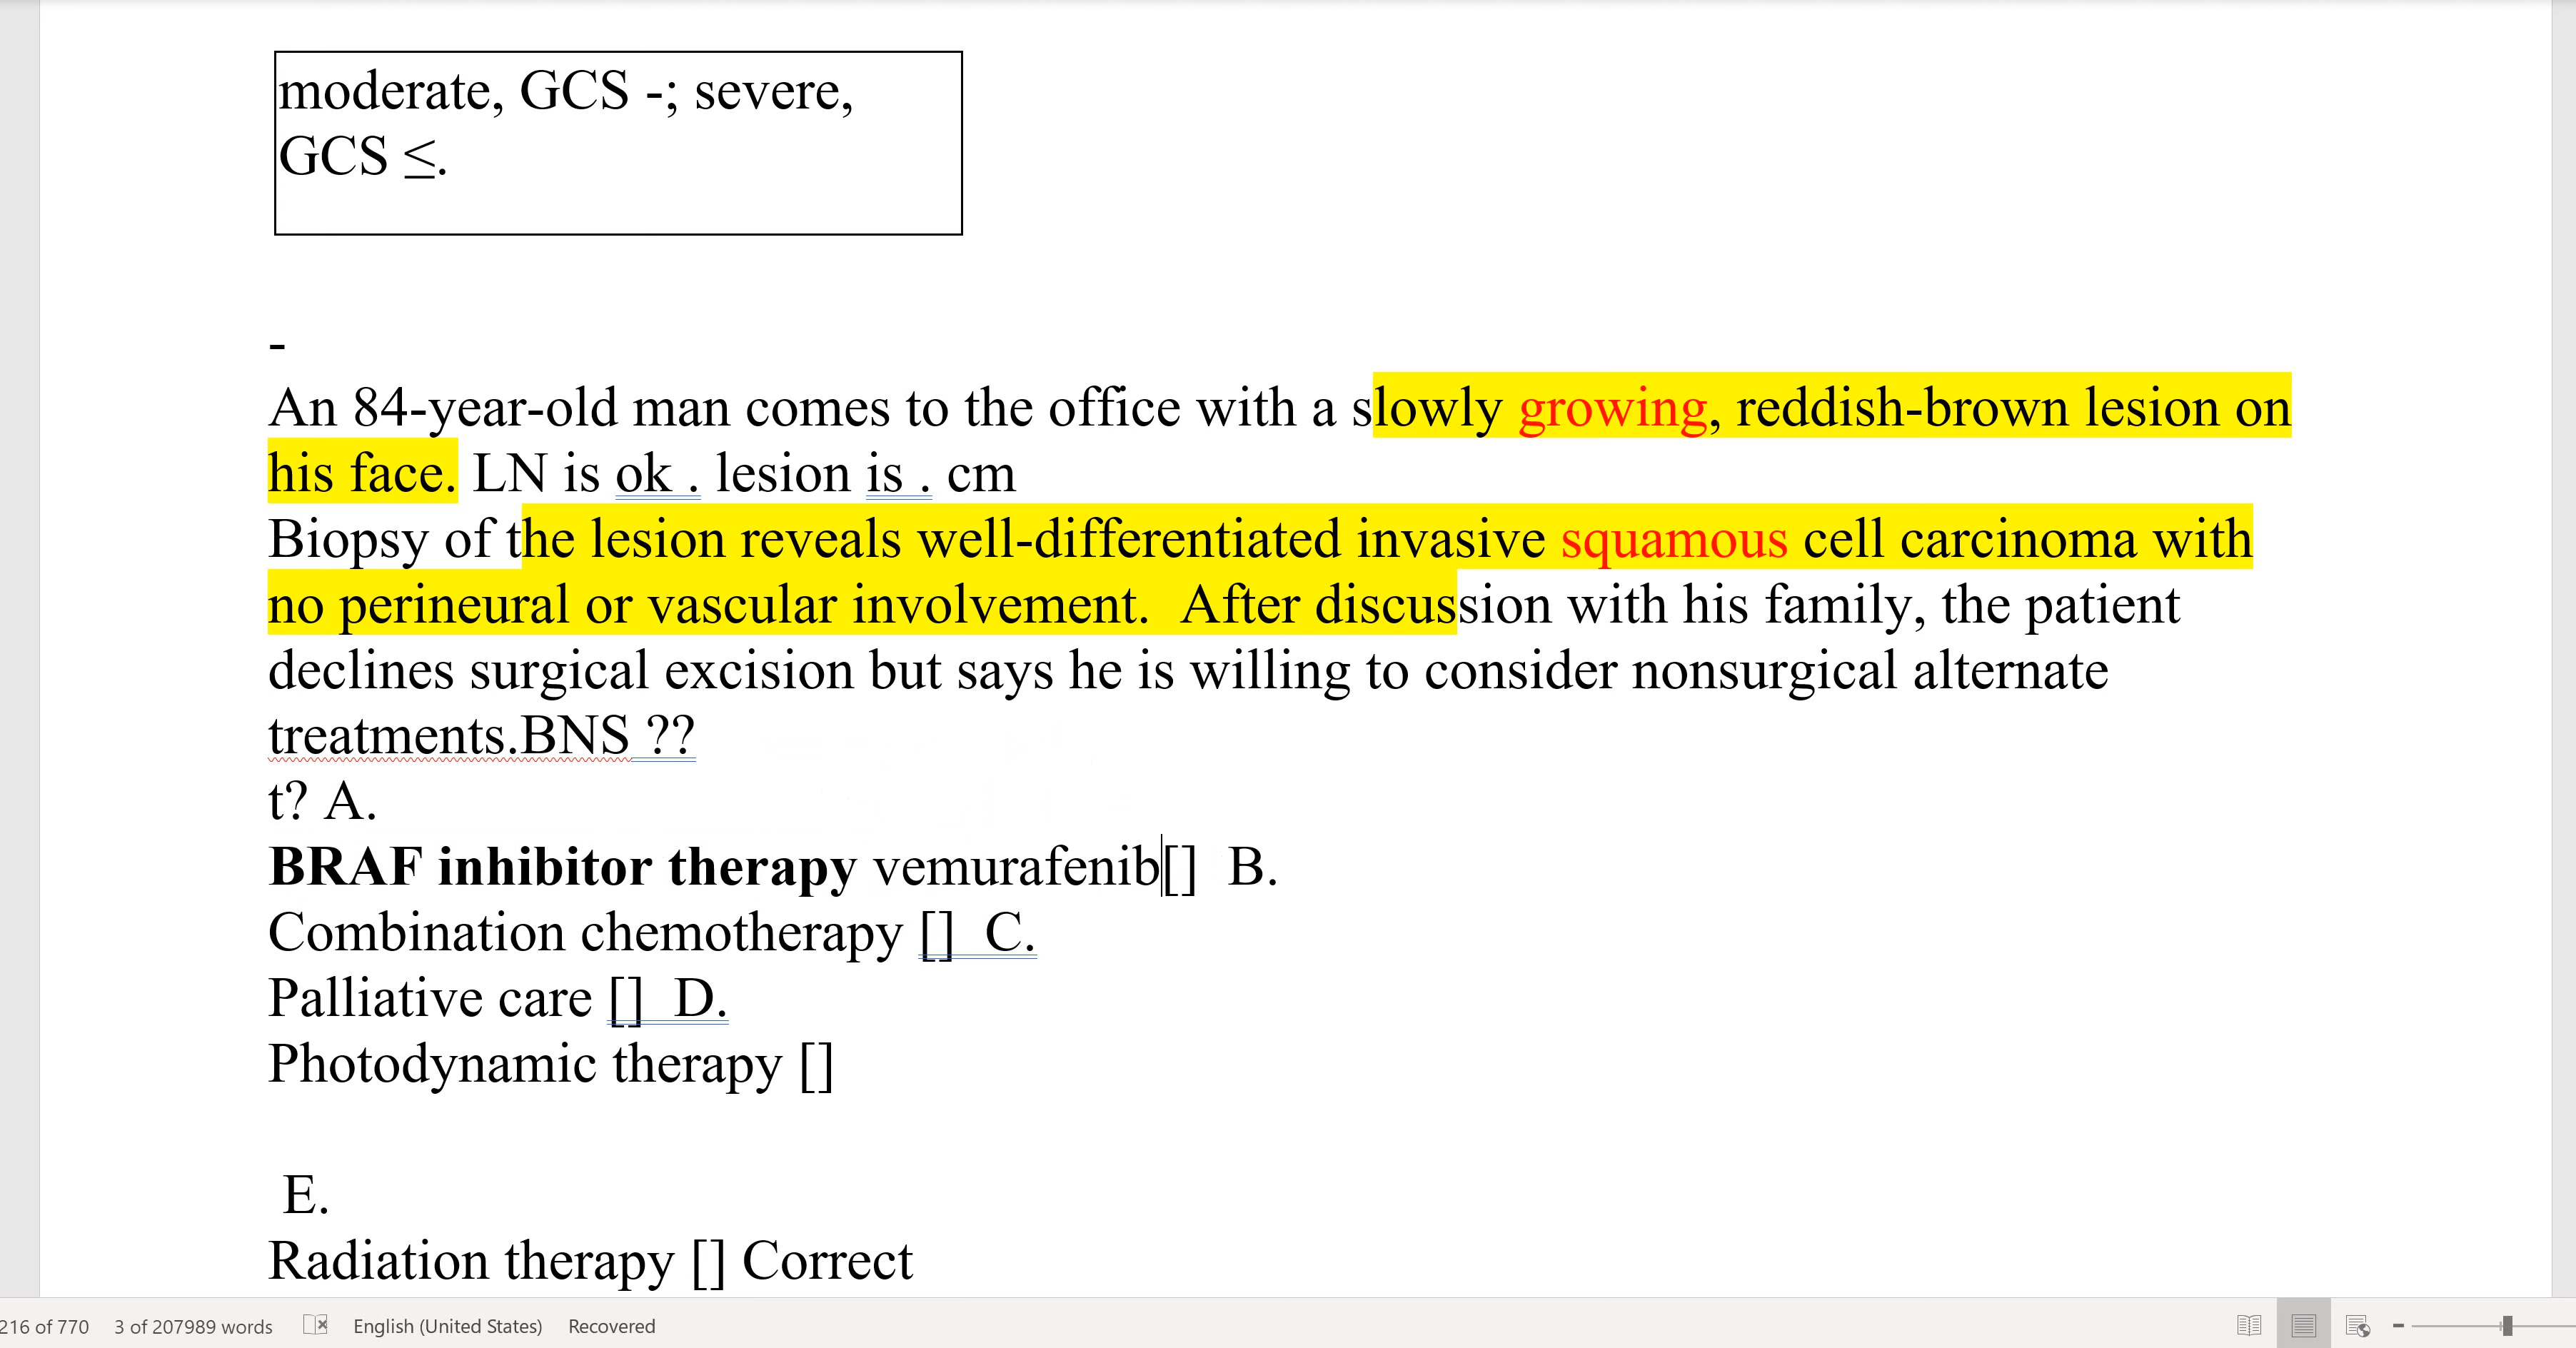 moderate, GCS -; severe,
GCS ≤.
-
An 84-year-old man comes to the office with a slowly growing, reddish-brown lesion on
his face. LN is ok . lesion is . cm
Biopsy of the lesion reveals well-differentiated invasive squamous cell carcinoma with
no perineural or vascular involvement.  After discussion with his family, the patient
declines surgical excision but says he is willing to consider nonsurgical alternate
treatments.BNS ??
t? A.
BRAF inhibitor therapy vemurafenib[]  B.
Combination chemotherapy []  C.
Palliative care []  D.
Photodynamic therapy []
E.
Radiation therapy [] Correct
216 of 770 3 of 207989 words English (United States) Recovered